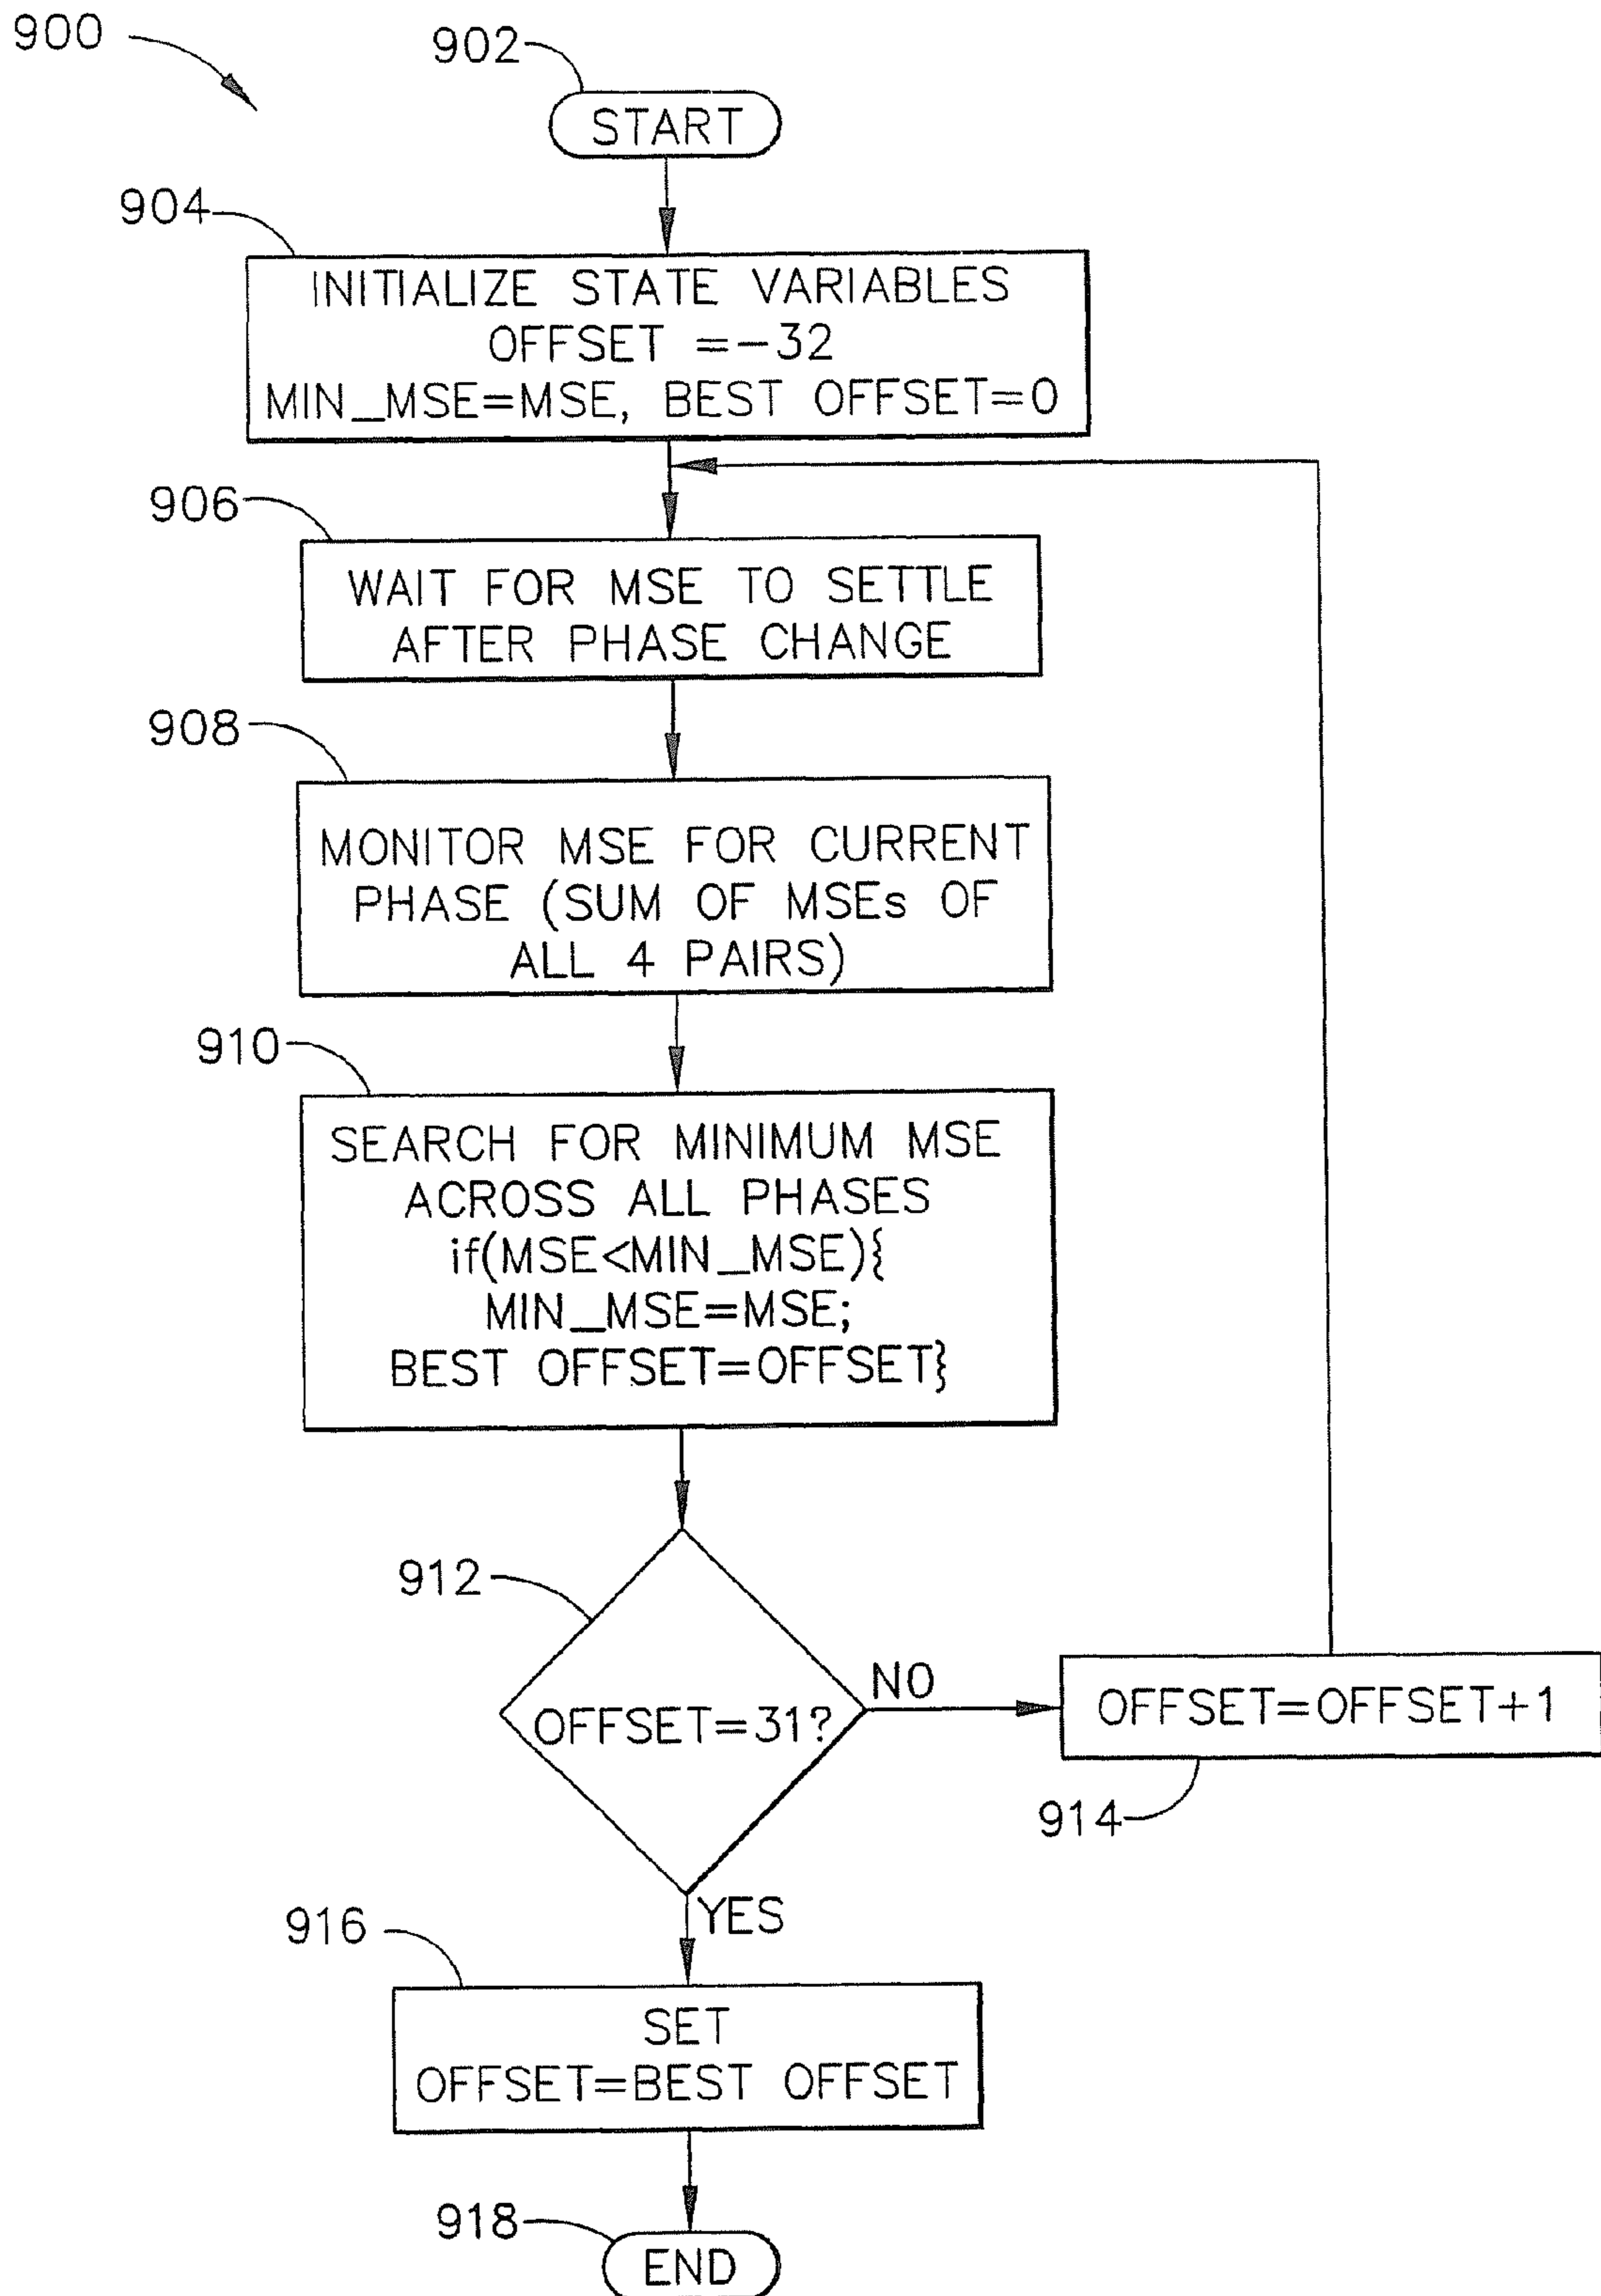 900
902
START
904
INITIALIZE STATE VARIABLES
OFFSET =-32
MIN_MSE=MSE, BEST OFFSET=0
906
WAIT FOR MSE TO SETTLE
AFTER PHASE CHANGE
908
MONITOR MSE FOR CURRENT
PHASE (SUM OF MSEs OF
ALL 4 PAIRS)
910
SEARCH FOR MINIMUM MSE
ACROSS ALL PHASES
if(MSE<MIN_MSE){
MIN_MSE=MSE;
BEST OFFSET=OFFSET}
912
OFFSET=31?
NO
OFFSET=OFFSET+1
914
YES
916
SET
OFFSET=BEST OFFSET
918
END